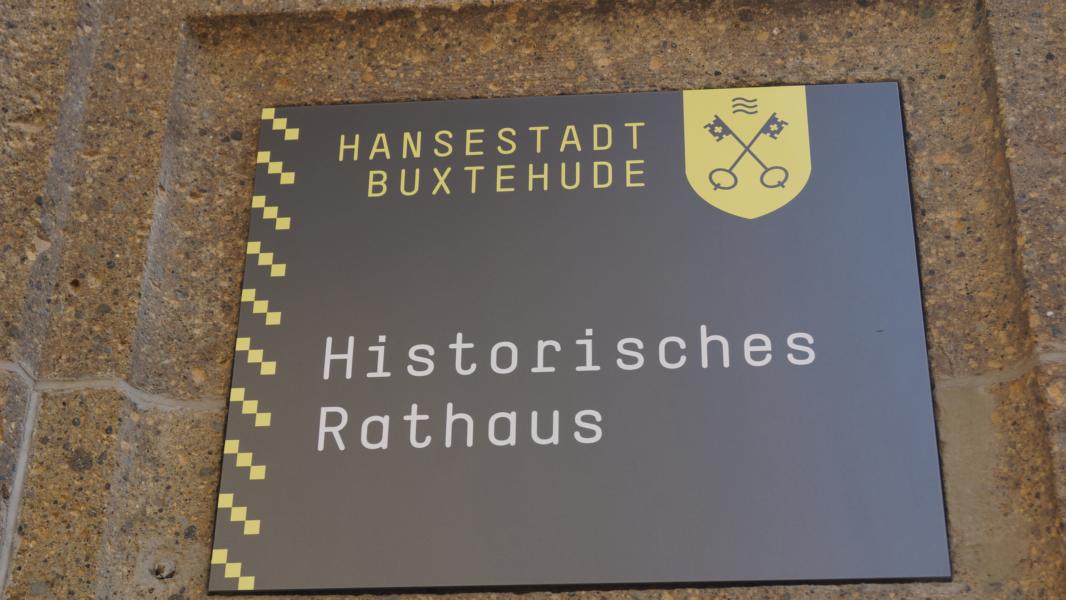 HANSESTADT
BUXTEHUDE
Historisches
Rathaus